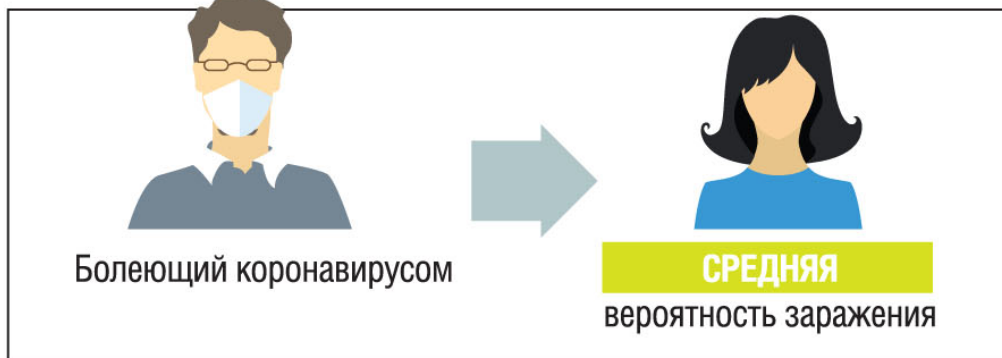 Болеющий коронавирусом
СРЕДНЯЯ
вероятность заражения